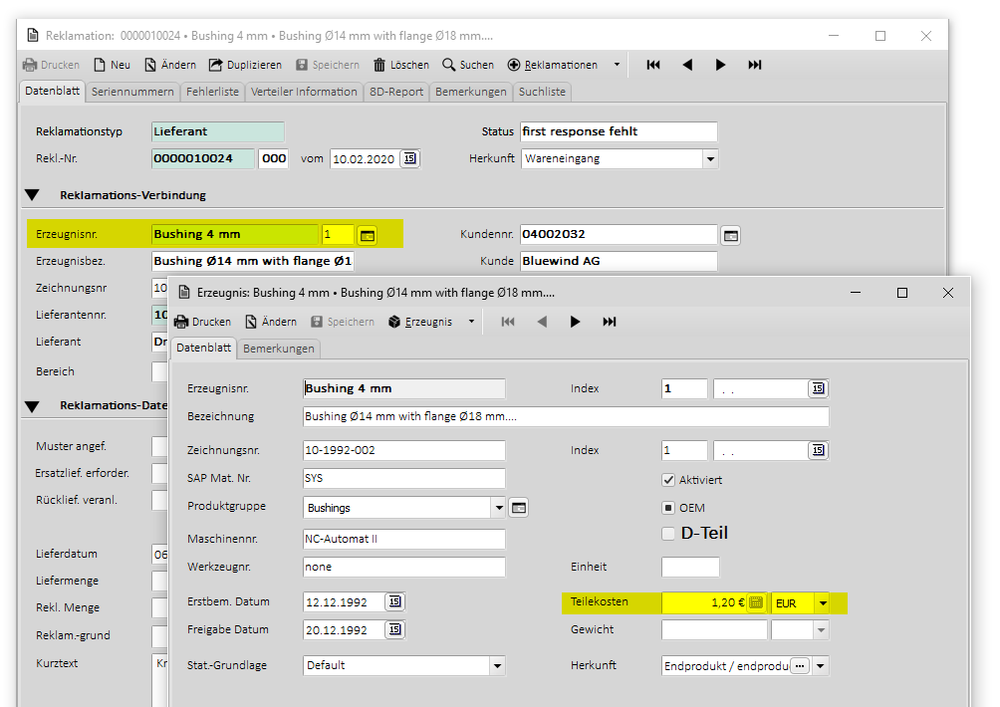 Reklamation: 0000010024 • Bushing 4 mm • Bushing Ø14 mm with flange Ø18 mm....
Drucken Neu Ändern Duplizieren Speichern Löschen Suchen Reklamationen
Datenblatt Seriennummern Fehlerliste Verteiler Information 8D-Report Bemerkungen Suchliste
Reklamationstyp Lieferant Status first response fehlt
Rekl.-Nr. 0000010024 000 vom 10.02.2020 15 Herkunft Wareneingang
Reklamations-Verbindung
Erzeugnisnr. Bushing 4 mm 1 Kundennr. 04002032
Erzeugnisbez. Bushing Ø14 mm with flange Ø1 Kunde Bluewind AG
Zeichnungsnr 10
Lieferantennr. 10
Lieferant Dr
Bereich
Reklamations-Date
Muster angef.
Ersatzlief. erforder.
Rücklief. veranl.
Lieferdatum 06
Liefermenge
Rekl. Menge
Reklam.-grund
Kurztext Kr
Erzeugnis: Bushing 4 mm • Bushing Ø14 mm with flange Ø18 mm....
Drucken Ändern Speichern Erzeugnis
Datenblatt Bemerkungen
Erzeugnisnr. Bushing 4 mm Index 1 . . 15
Bezeichnung Bushing Ø14 mm with flange Ø18 mm....
Zeichnungsnr. 10-1992-002 Index 1 . . 15
SAP Mat. Nr. SYS Aktiviert
Produktgruppe Bushings OEM
D-Teil
Maschinennr. NC-Automat II
Werkzeugnr. none Einheit
Erstbem. Datum 12.12.1992 15 Teilekosten 1,20 € EUR
Freigabe Datum 20.12.1992 15 Gewicht
Stat.-Grundlage Default Herkunft Endprodukt / endprodu ...